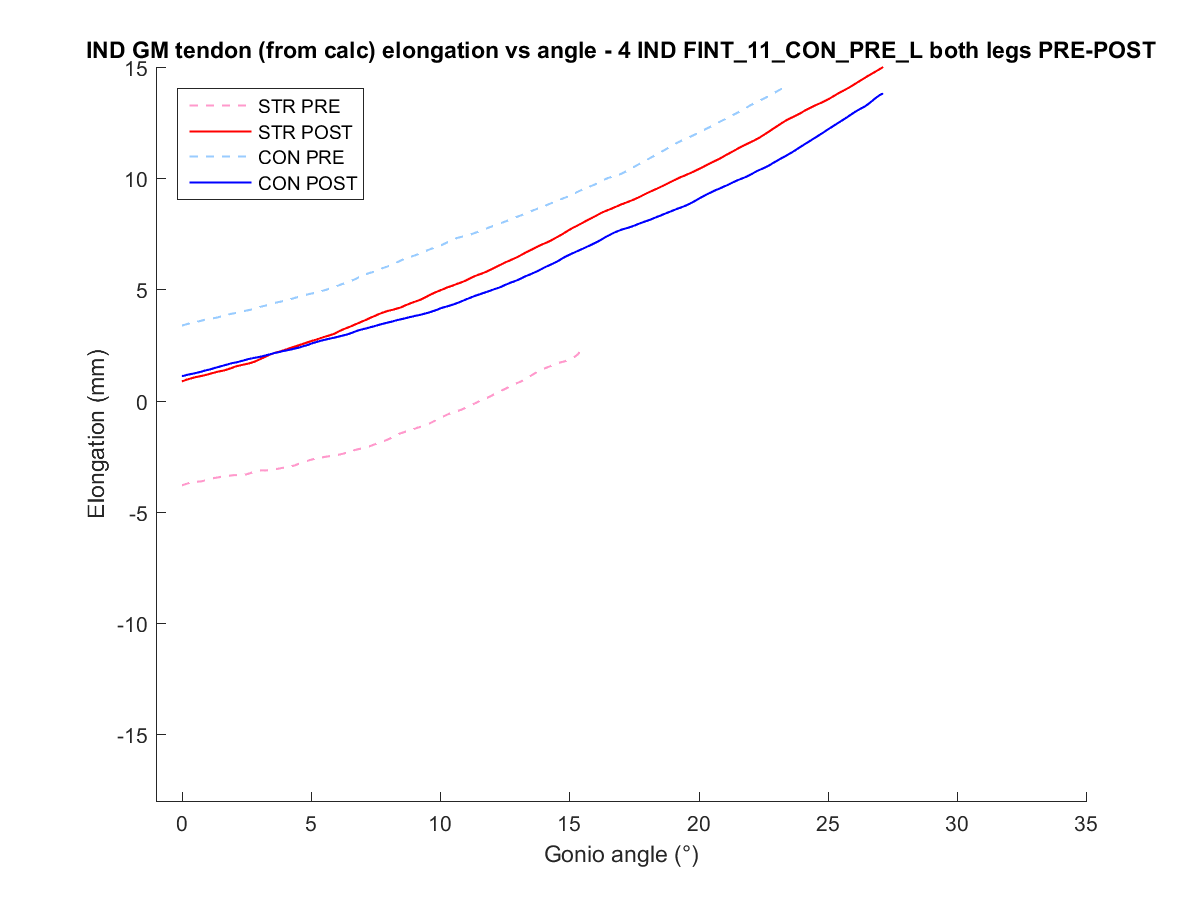 IND GM tendon (from calc) elongation vs angle - 4 IND FINT_11_CON_PRE_L both legs PRE-POST
15
10
5
0
-5
-10
-15
Elongation (mm)
STR PRE
STR POST
CON PRE
CON POST
0 5 10 15 20 25 30 35
Gonio angle (°)